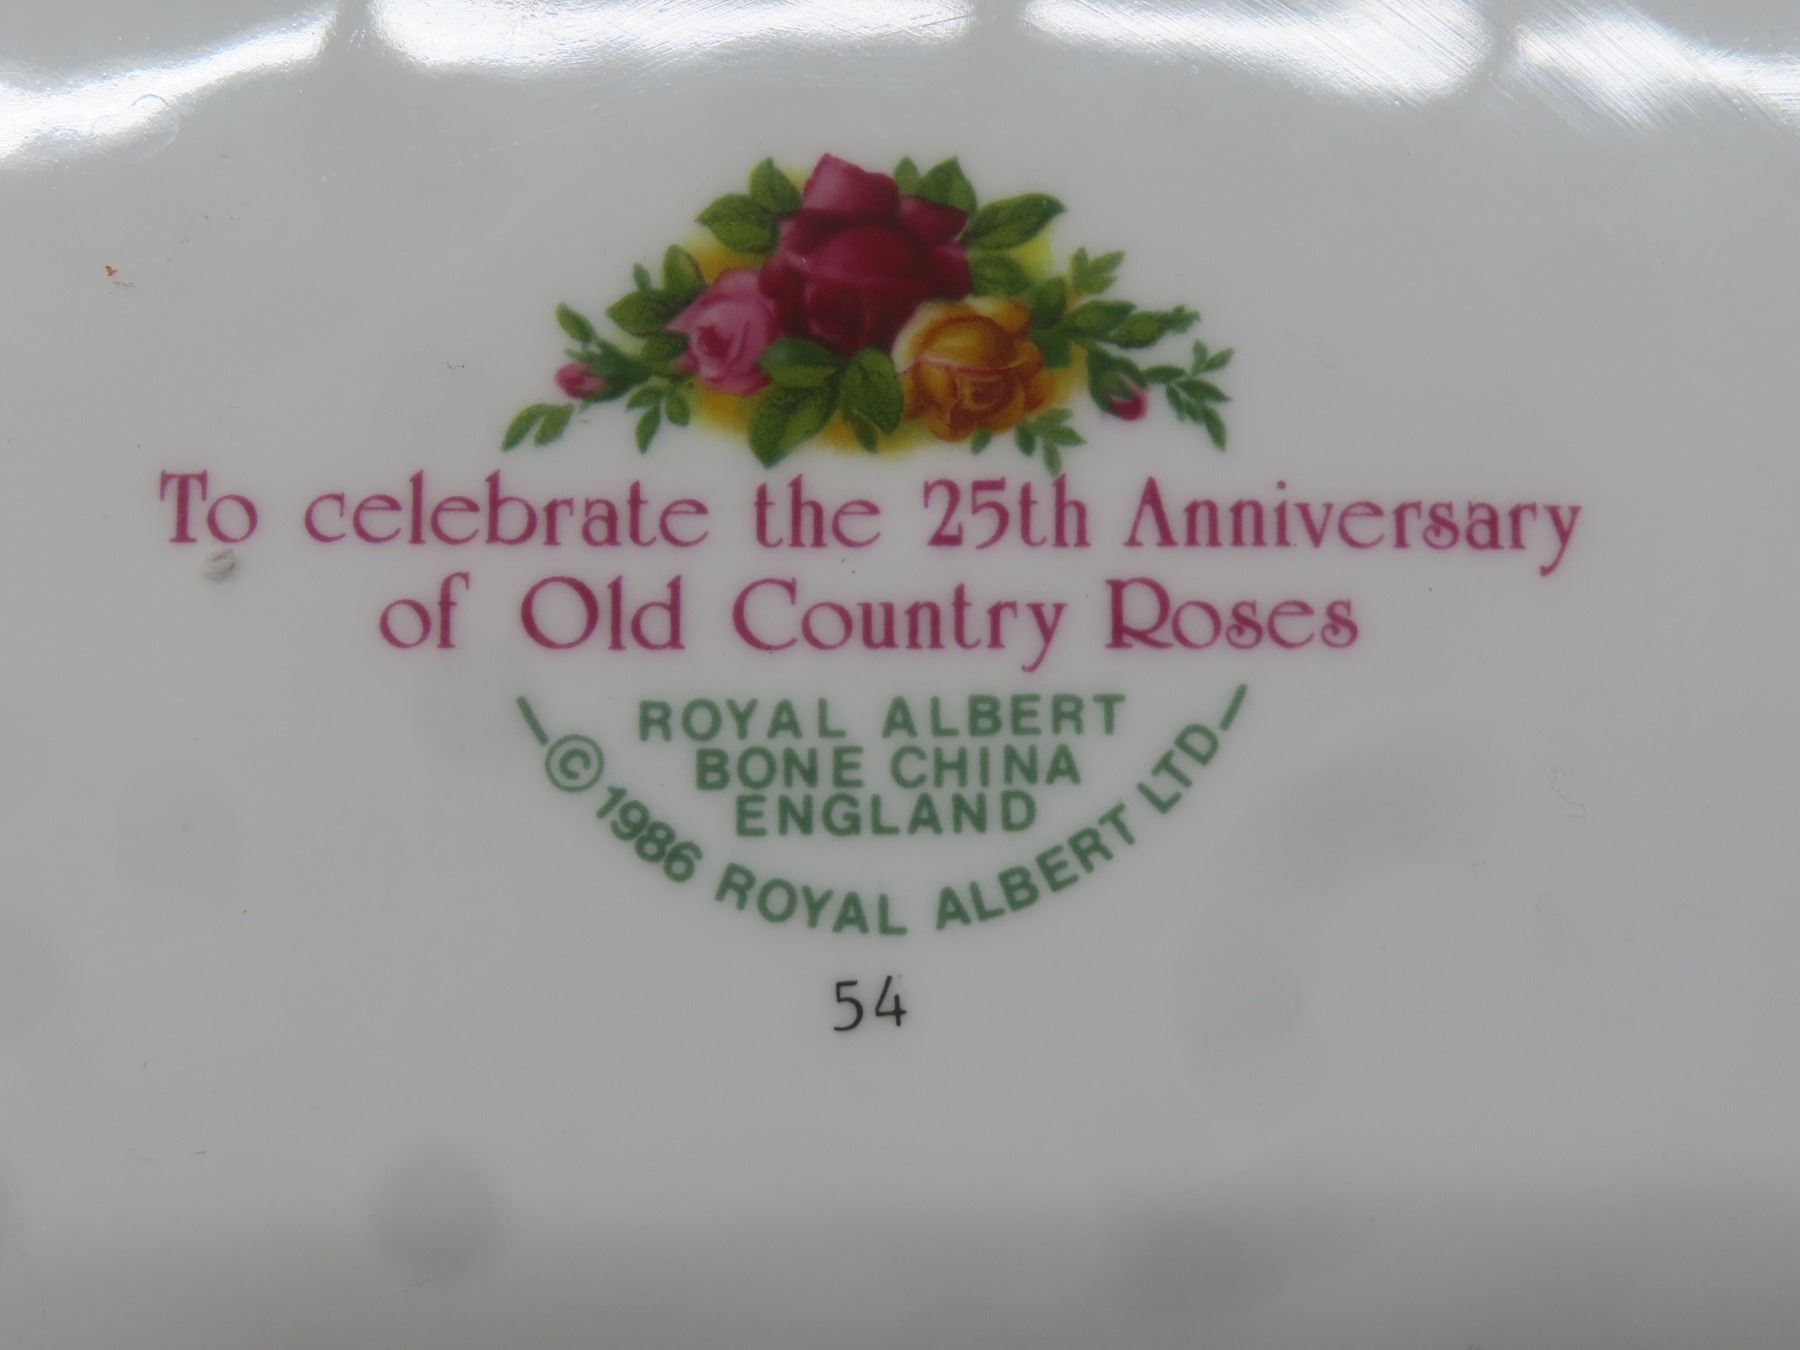 To celebrate the 25th Anniversary
of Old Country Roses
ROYAL ALBERT
BONE CHINA
ENGLAND
© 1986 ROYAL ALBERT LTD
54